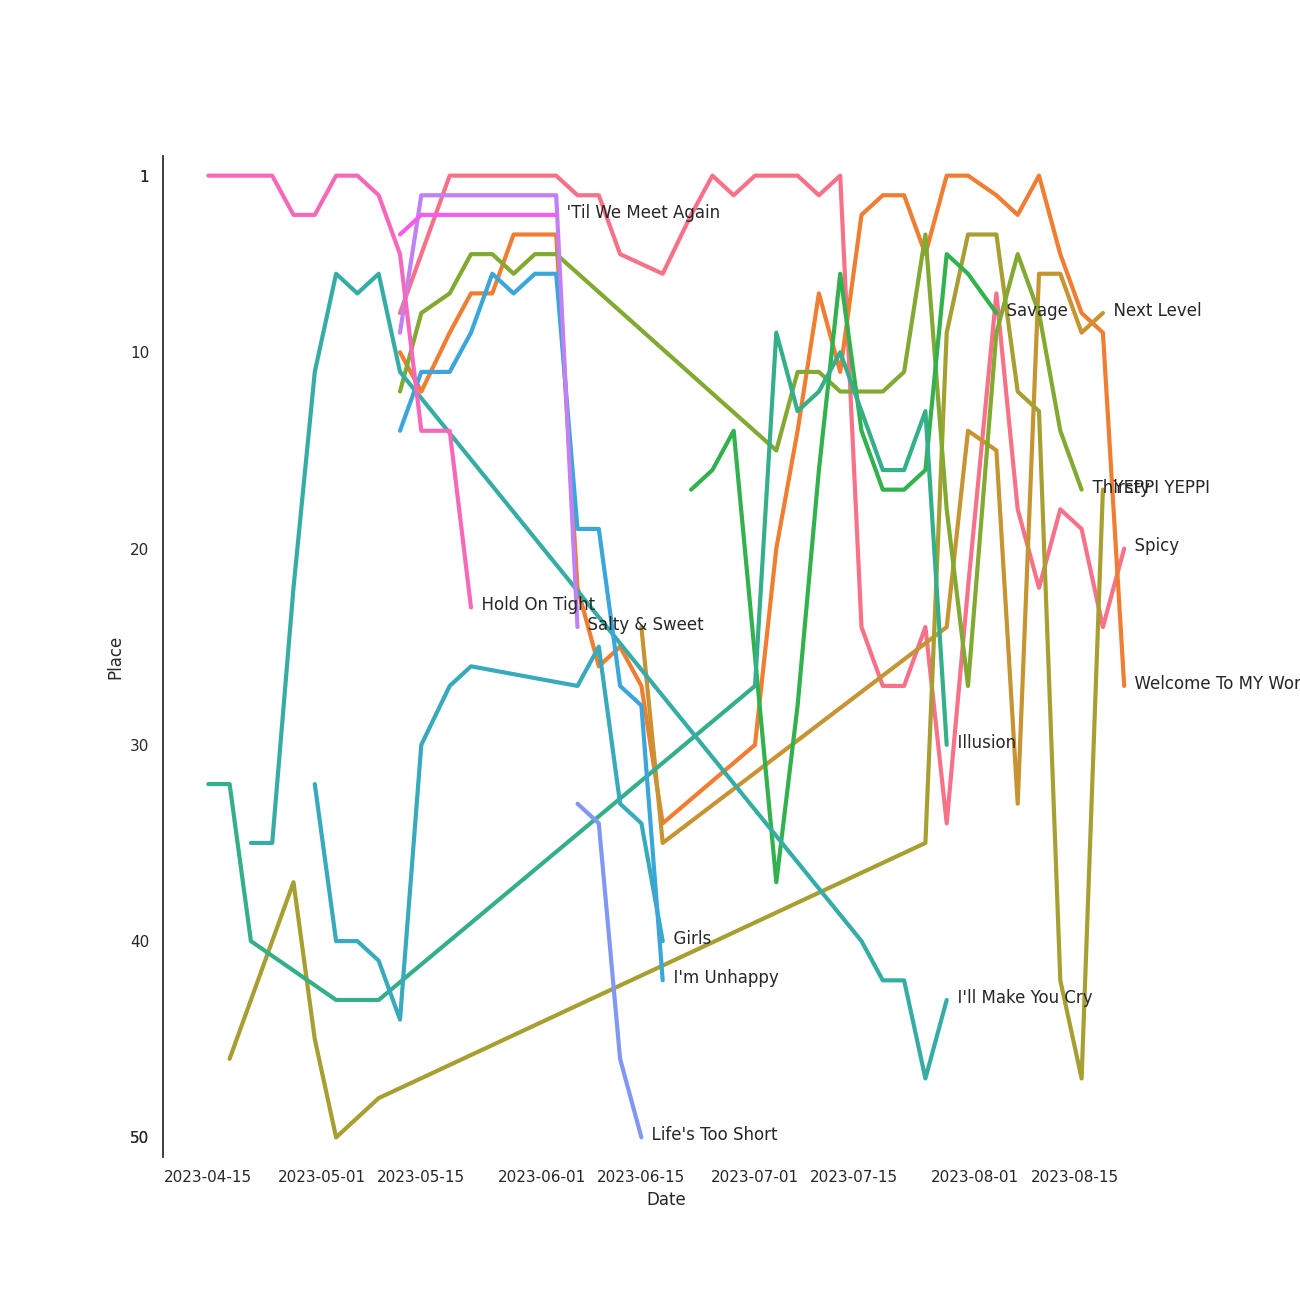 1
'Til We Meet Again
Savage
Next Level
10
Thirsty
YEPPI YEPPI
20
Spicy
Hold On Tight
Salty & Sweet
Place
Welcome To MY Wor
30
Illusion
40
Girls
I'm Unhappy
I'll Make You Cry
50
Life's Too Short
2023-04-15 2023-05-01 2023-05-15 2023-06-01 2023-06-15 2023-07-01 2023-07-15 2023-08-01 2023-08-15
Date